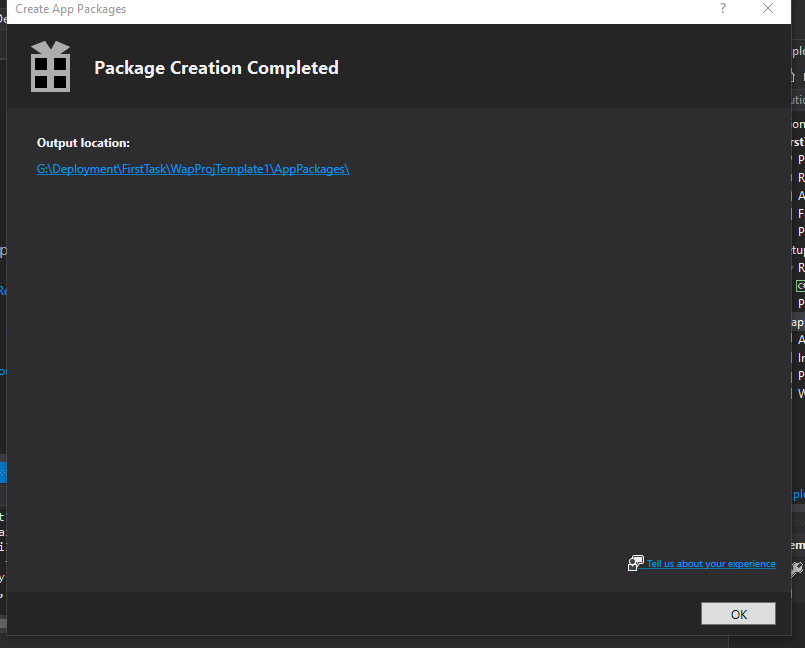 Create App Packages
?
Package Creation Completed
Output location:
G:\Deployment\FirstTask\WapProjTemplate1\AppPackages\
Tell us about your experience
OK